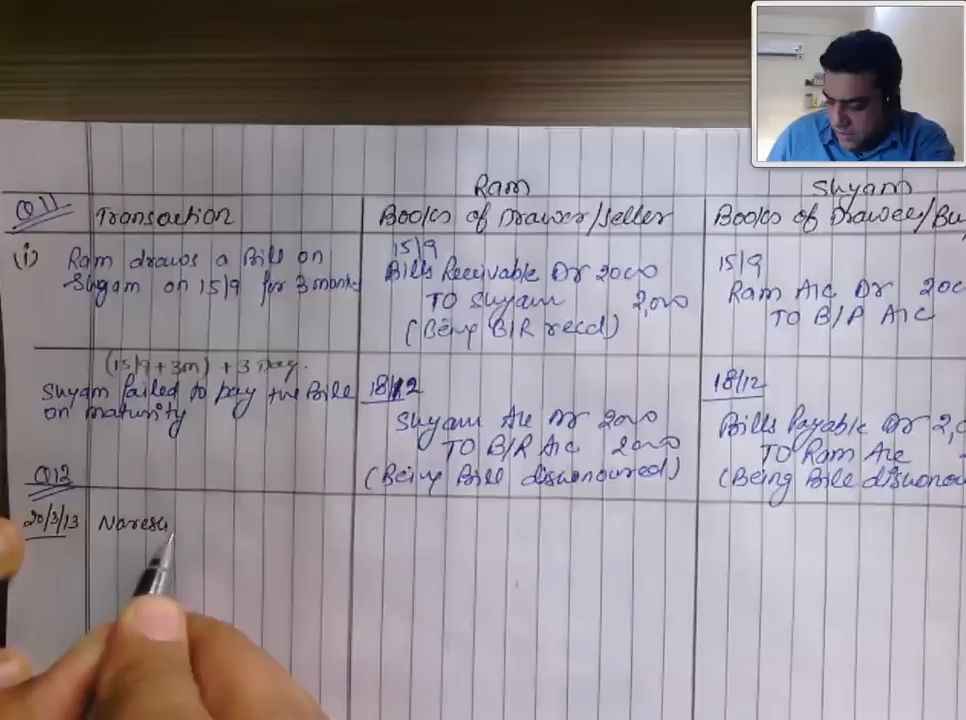 Ram
Shyam
Q11
Transaction
Books of Drawer/Seller
Books of Drawee/Bu
(i)
Ram draws a Bill on
Shyam on 15/9 for 3 months
15/9
Bills Receivable Dr 2000
To Shyam 2,000
(Being B/R recd)
15/9
Ram A/c Dr 200
To B/P A/c
(15/9+3m) + 3 Day.
Shyam failed to pay the Bill
on maturity
18/12
Shyam A/c Dr 2000
To B/R A/c 2000
(Being Bill dishonoured)
18/12
Bills Payable Dr 2,0
To Ram A/c
(Being Bill dishonou
Q12
20/3/13
Naresh